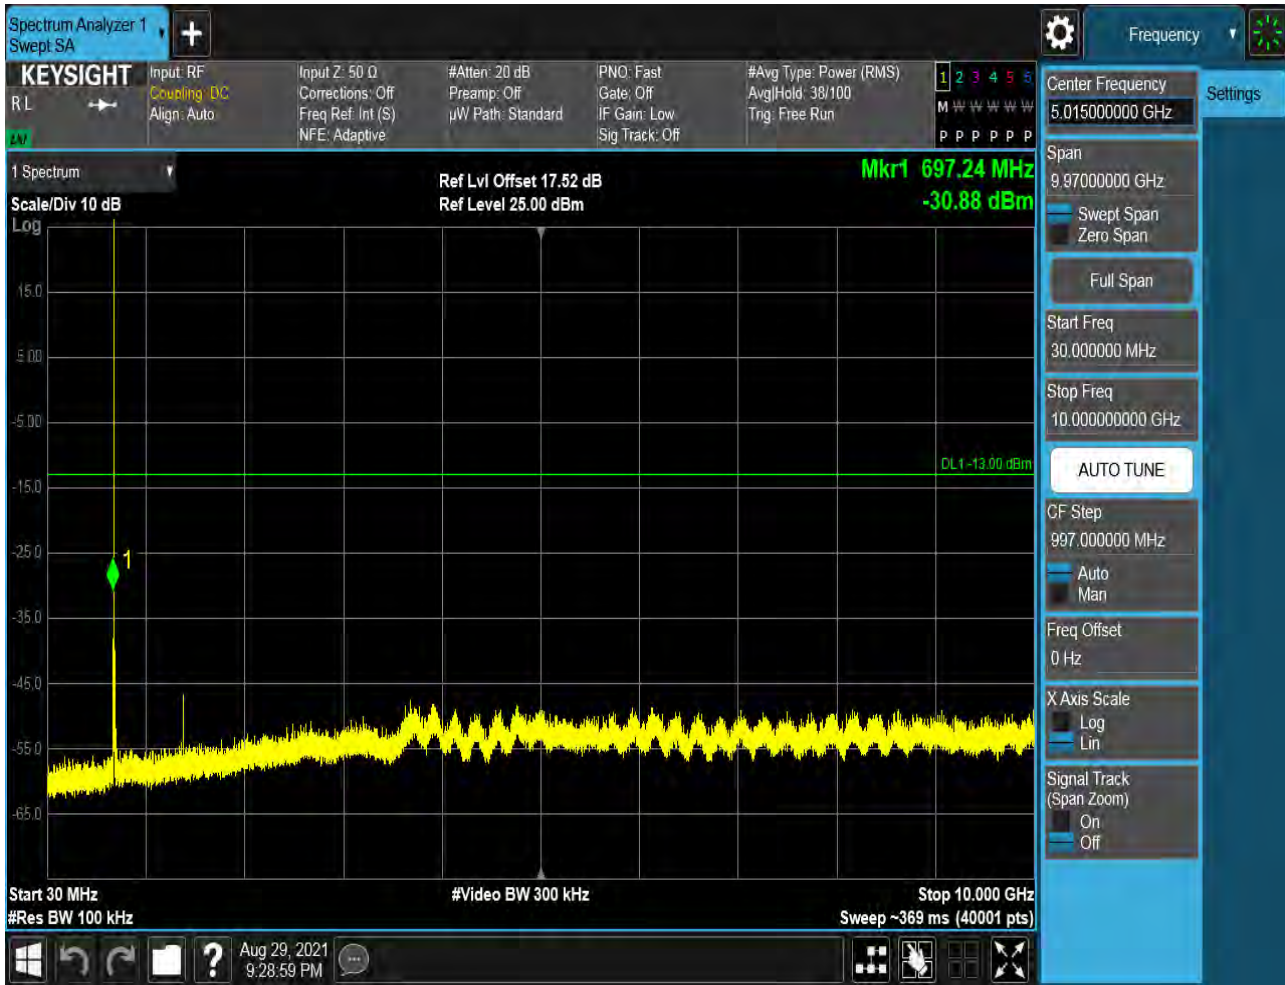 Spectrum Analyzer 1
Swept SA
Frequency
KEYSIGHT
R L
Input: RF
Coupling: DC
Align: Auto
Input Z: 50 Ω
Corrections: Off
Freq Ref: Int (S)
NFE: Adaptive
#Atten: 20 dB
Preamp: Off
µW Path: Standard
PNO: Fast
Gate: Off
IF Gain: Low
Sig Track: Off
#Avg Type: Power (RMS)
Avg|Hold: 38/100
Trig: Free Run
1 2 3 4 5 6
M W W W W W
P P P P P P
1 Spectrum
Scale/Div 10 dB
Log
Ref Lvl Offset 17.52 dB
Ref Level 25.00 dBm
Mkr1 697.24 MHz
-30.88 dBm
15.0
5.00
-5.00
DL1 -13.00 dBm
-15.0
1
-25.0
-35.0
-45.0
-55.0
-65.0
Start 30 MHz
#Video BW 300 kHz
Stop 10.000 GHz
#Res BW 100 kHz
Sweep ~369 ms (40001 pts)
Aug 29, 2021
9:28:59 PM
Center Frequency
5.015000000 GHz
Settings
Span
9.97000000 GHz
Swept Span
Zero Span
Full Span
Start Freq
30.000000 MHz
Stop Freq
10.000000000 GHz
AUTO TUNE
CF Step
997.000000 MHz
Auto
Man
Freq Offset
0 Hz
X Axis Scale
Log
Lin
Signal Track
(Span Zoom)
On
Off